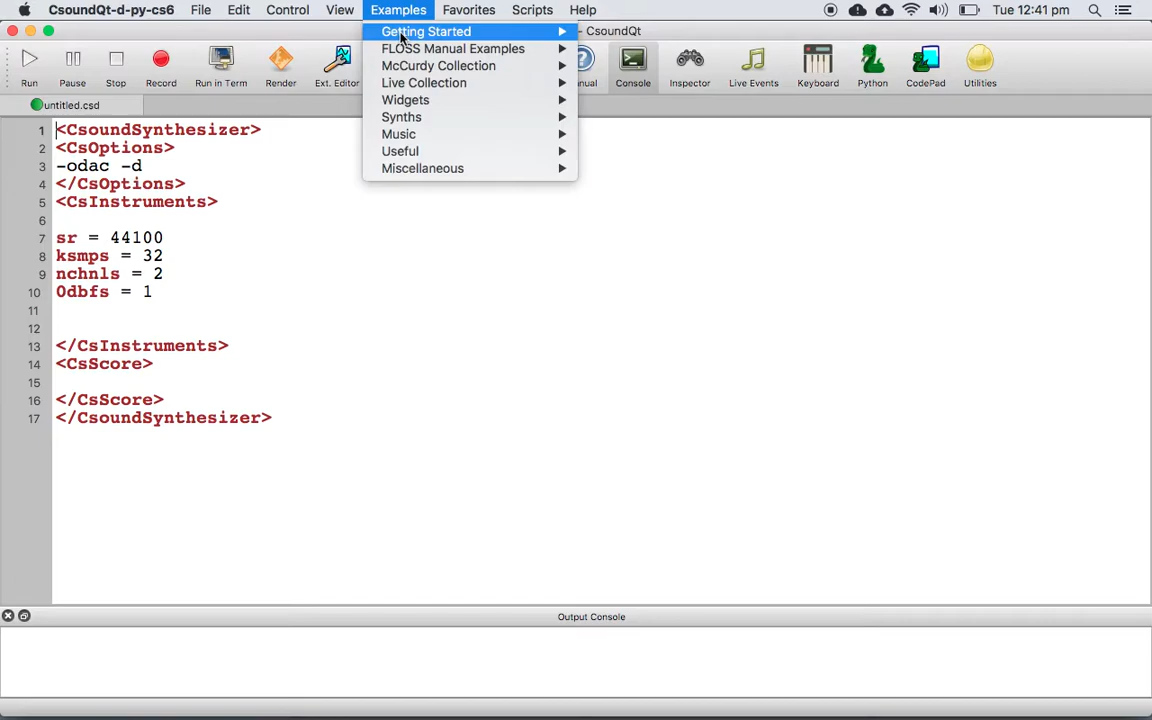 CsoundQt-d-py-cs6 File Edit Control View Examples Favorites Scripts Help Tue 12:41 pm
- CsoundQt
Getting Started
FLOSS Manual Examples
McCurdy Collection
Live Collection
Widgets
Synths
Music
Useful
Miscellaneous
Run Pause Stop Record Run in Term Render Ext. Editor Console Inspector Live Events Keyboard Python CodePad Utilities
untitled.csd
1 <CsoundSynthesizer>
2 <CsOptions>
3 -odac -d
4 </CsOptions>
5 <CsInstruments>
6
7 sr = 44100
8 ksmps = 32
9 nchnls = 2
10 0dbfs = 1
11
12
13 </CsInstruments>
14 <CsScore>
15
16 </CsScore>
17 </CsoundSynthesizer>
Output Console